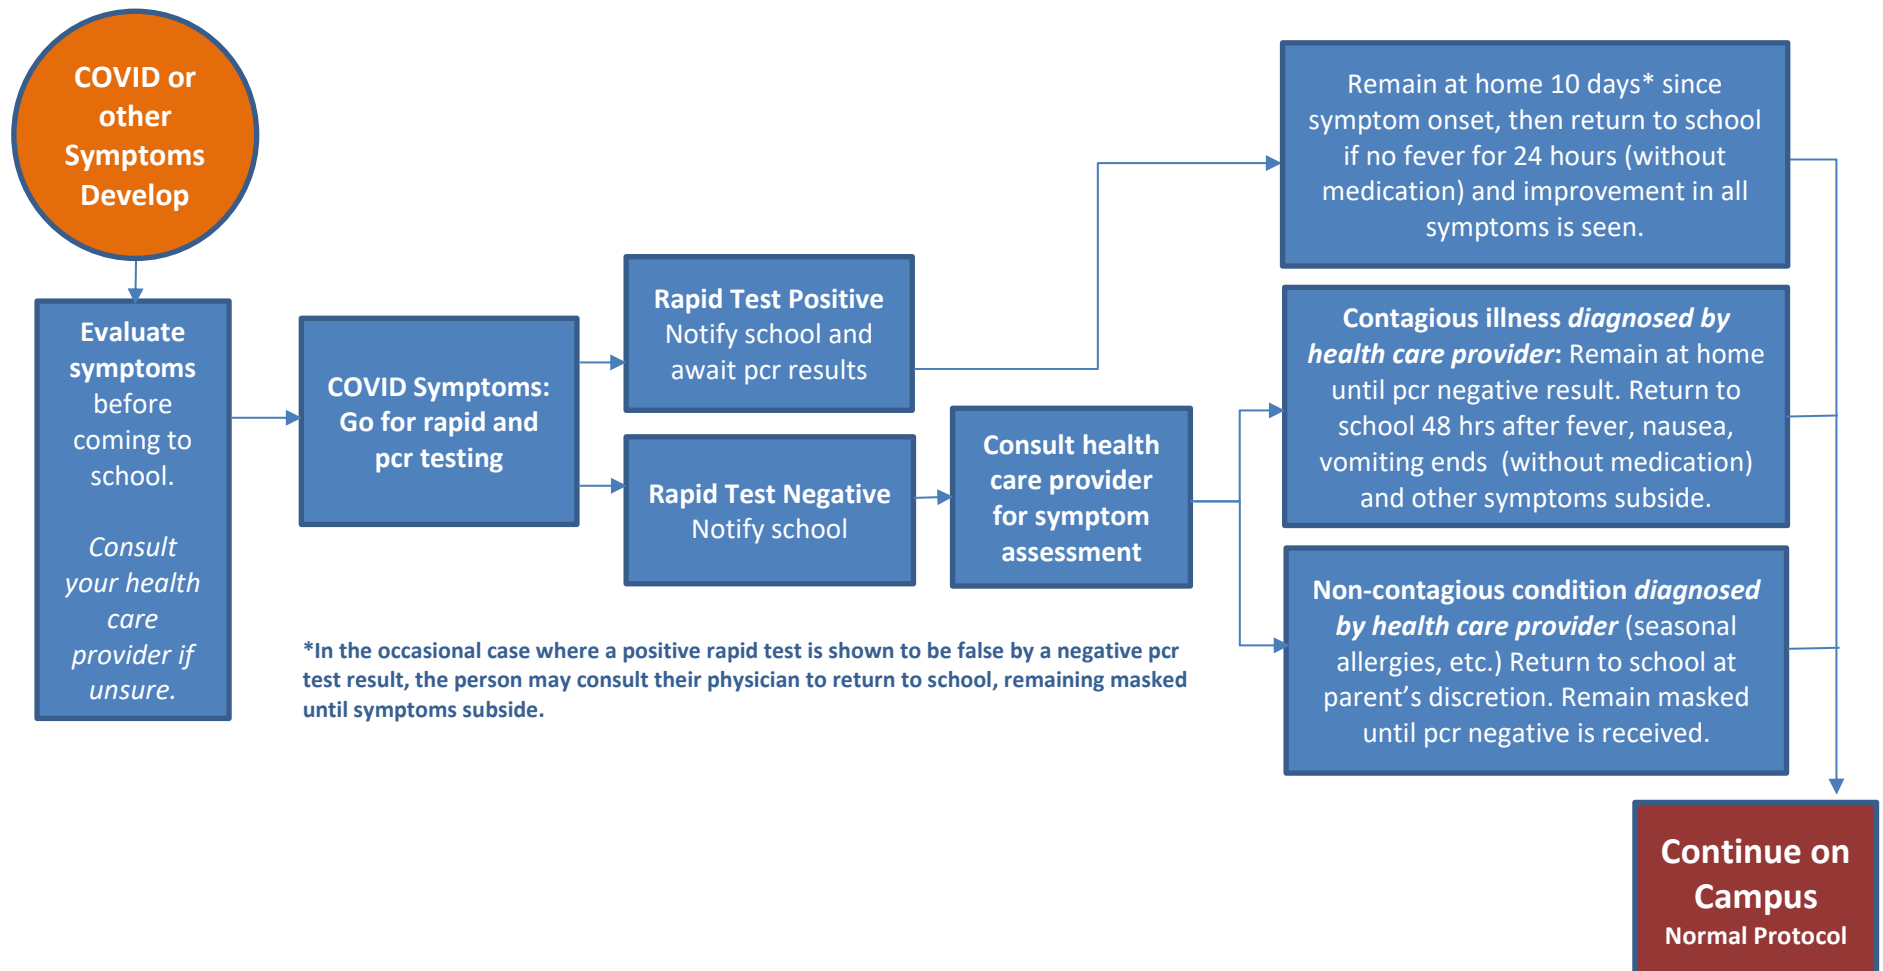 COVID or
other
Symptoms
Develop
Evaluate
symptoms
before
coming to
school.
Consult
your health
care
provider if
unsure.
COVID Symptoms:
Go for rapid and
pcr testing
Rapid Test Positive
Notify school and
await pcr results
Rapid Test Negative
Notify school
Consult health
care provider
for symptom
assessment
Remain at home 10 days* since
symptom onset, then return to school
if no fever for 24 hours (without
medication) and improvement in all
symptoms is seen.
Contagious illness diagnosed by
health care provider: Remain at home
until pcr negative result. Return to
school 48 hrs after fever, nausea,
vomiting ends (without medication)
and other symptoms subside.
Non-contagious condition diagnosed
by health care provider (seasonal
allergies, etc.) Return to school at
parent’s discretion. Remain masked
until pcr negative is received.
*In the occasional case where a positive rapid test is shown to be false by a negative pcr
test result, the person may consult their physician to return to school, remaining masked
until symptoms subside.
Continue on
Campus
Normal Protocol